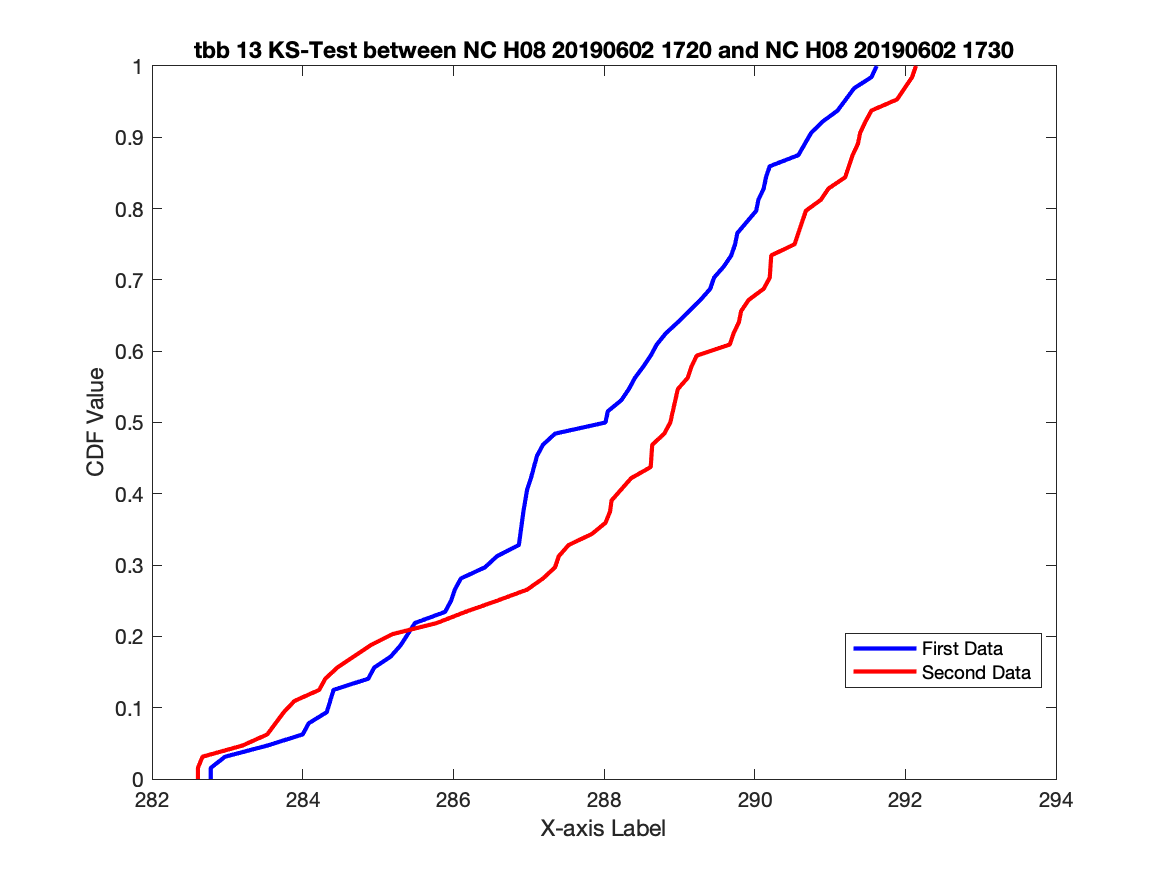 tbb 13 KS-Test between NC H08 20190602 1720 and NC H08 20190602 1730
1
0.9
0.8
0.7
0.6
0.5
0.4
0.3
0.2
0.1
0
CDF Value
First Data
Second Data
282 284 286 288 290 292 294
X-axis Label